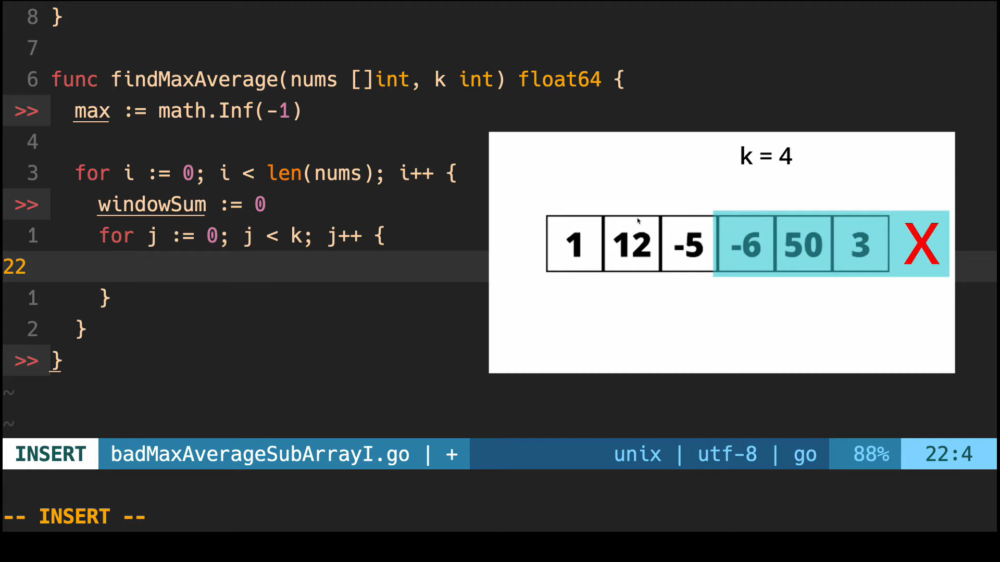 8 }
7
6 func findMaxAverage(nums []int, k int) float64 {
>> max := math.Inf(-1)
4
3 for i := 0; i < len(nums); i++ {
>> windowSum := 0
1 for j := 0; j < k; j++ {
22
1 }
2 }
>> }
~
~
k = 4
1 12 -5 -6 50 3 X
INSERT badMaxAverageSubArrayI.go | + unix | utf-8 | go 88% 22:4
-- INSERT --